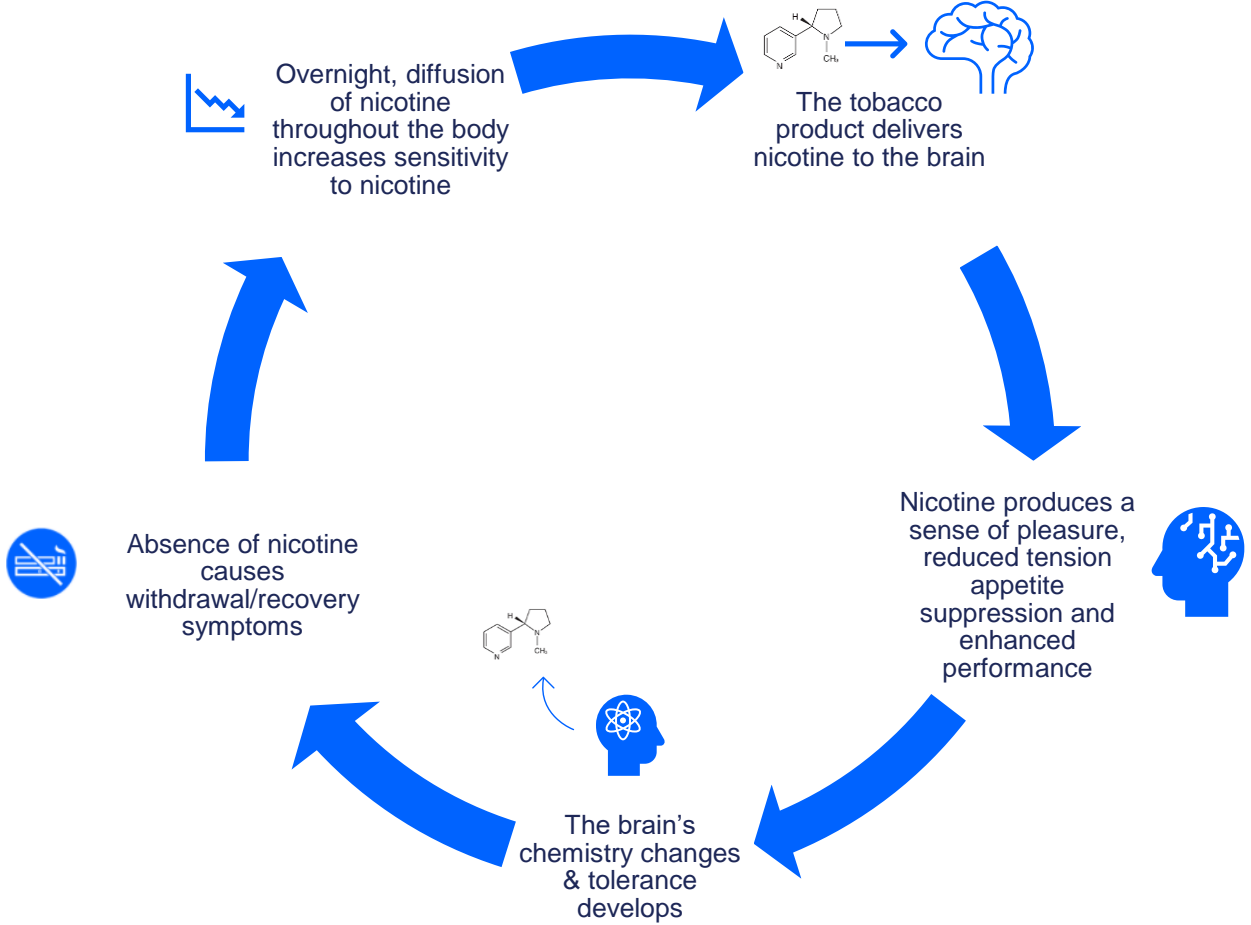 H
N
N
CH₃
The tobacco
product delivers
nicotine to the brain
Nicotine produces a
sense of pleasure,
reduced tension
appetite
suppression and
enhanced
performance
H
N
N
CH₃
The brain’s
chemistry changes
& tolerance
develops
Absence of nicotine
causes
withdrawal/recovery
symptoms
Overnight, diffusion
of nicotine
throughout the body
increases sensitivity
to nicotine